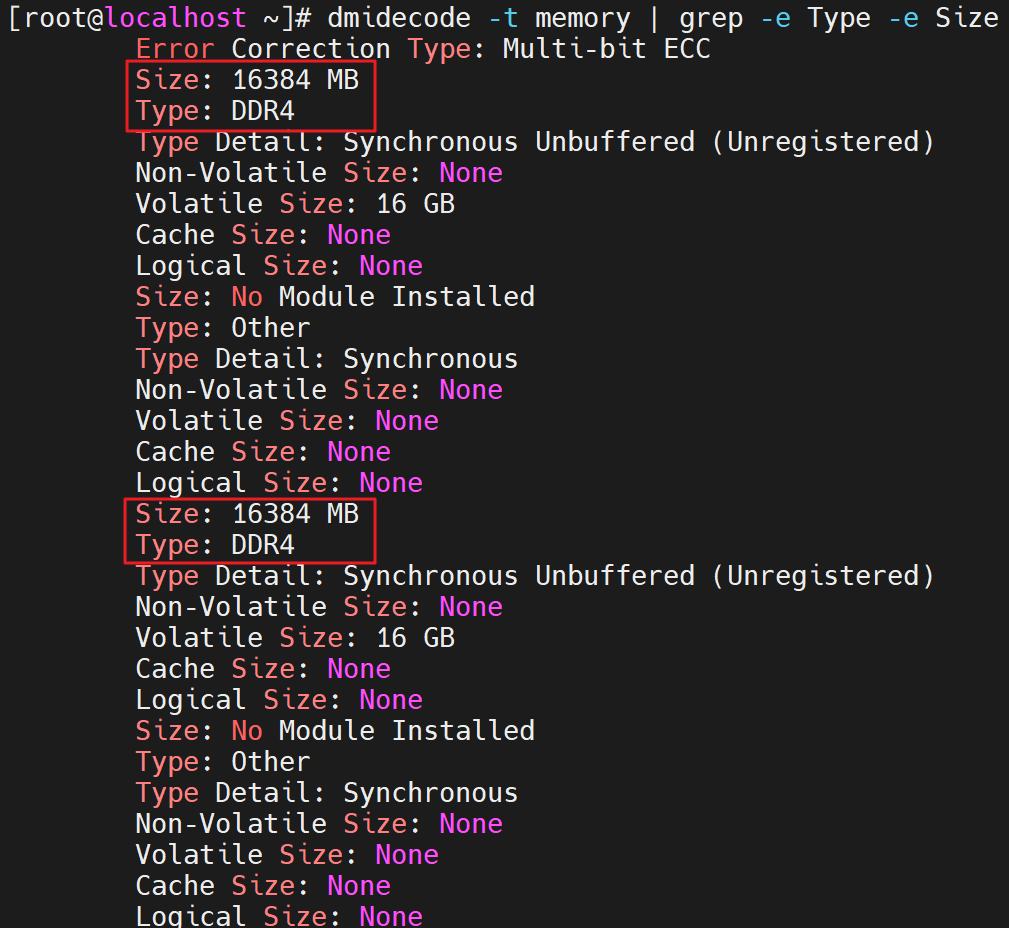 [root@localhost ~]# dmidecode -t memory | grep -e Type -e Size
Error Correction Type: Multi-bit ECC
Size: 16384 MB
Type: DDR4
Type Detail: Synchronous Unbuffered (Unregistered)
Non-Volatile Size: None
Volatile Size: 16 GB
Cache Size: None
Logical Size: None
Size: No Module Installed
Type: Other
Type Detail: Synchronous
Non-Volatile Size: None
Volatile Size: None
Cache Size: None
Logical Size: None
Size: 16384 MB
Type: DDR4
Type Detail: Synchronous Unbuffered (Unregistered)
Non-Volatile Size: None
Volatile Size: 16 GB
Cache Size: None
Logical Size: None
Size: No Module Installed
Type: Other
Type Detail: Synchronous
Non-Volatile Size: None
Volatile Size: None
Cache Size: None
Logical Size: None